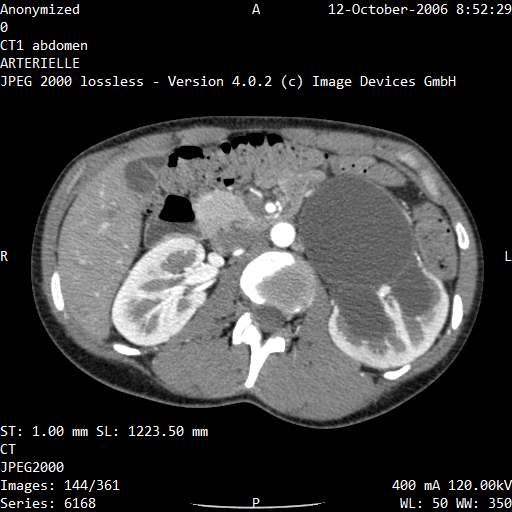 Anonymized A 12-October-2006 8:52:29
0
CT1 abdomen
ARTERIELLE
JPEG 2000 lossless - Version 4.0.2 (c) Image Devices GmbH
R L
ST: 1.00 mm SL: 1223.50 mm
CT
JPEG2000
Images: 144/361 400 mA 120.00kV
Series: 6168 P WL: 50 WW: 350